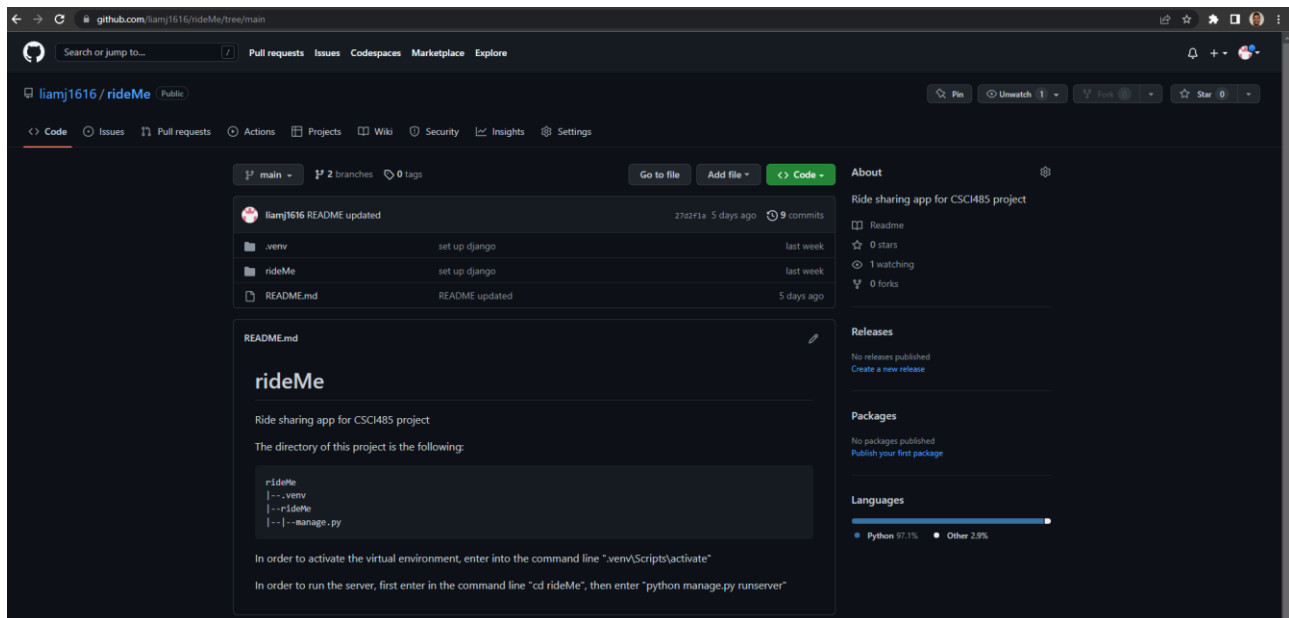 github.com/liamj1616/rideMe/tree/main
Search or jump to... / Pull requests Issues Codespaces Marketplace Explore
liamj1616 / rideMe Public
Pin Unwatch 1 Fork Star 0
Code Issues Pull requests Actions Projects Wiki Security Insights Settings
main 2 branches 0 tags Go to file Add file Code
liamj1616 README updated 27d2f1a 5 days ago 9 commits
.venv set up django last week
rideMe set up django last week
README.md README updated 5 days ago
README.md
rideMe
Ride sharing app for CSCI485 project
The directory of this project is the following:
rideMe
|--.venv
|--rideMe
|--|--manage.py
In order to activate the virtual environment, enter into the command line ".venv\Scripts\activate"
In order to run the server, first enter in the command line "cd rideMe", then enter "python manage.py runserver"
About
Ride sharing app for CSCI485 project
Readme
0 stars
1 watching
0 forks
Releases
No releases published
Create a new release
Packages
No packages published
Publish your first package
Languages
Python 97.1% Other 2.9%